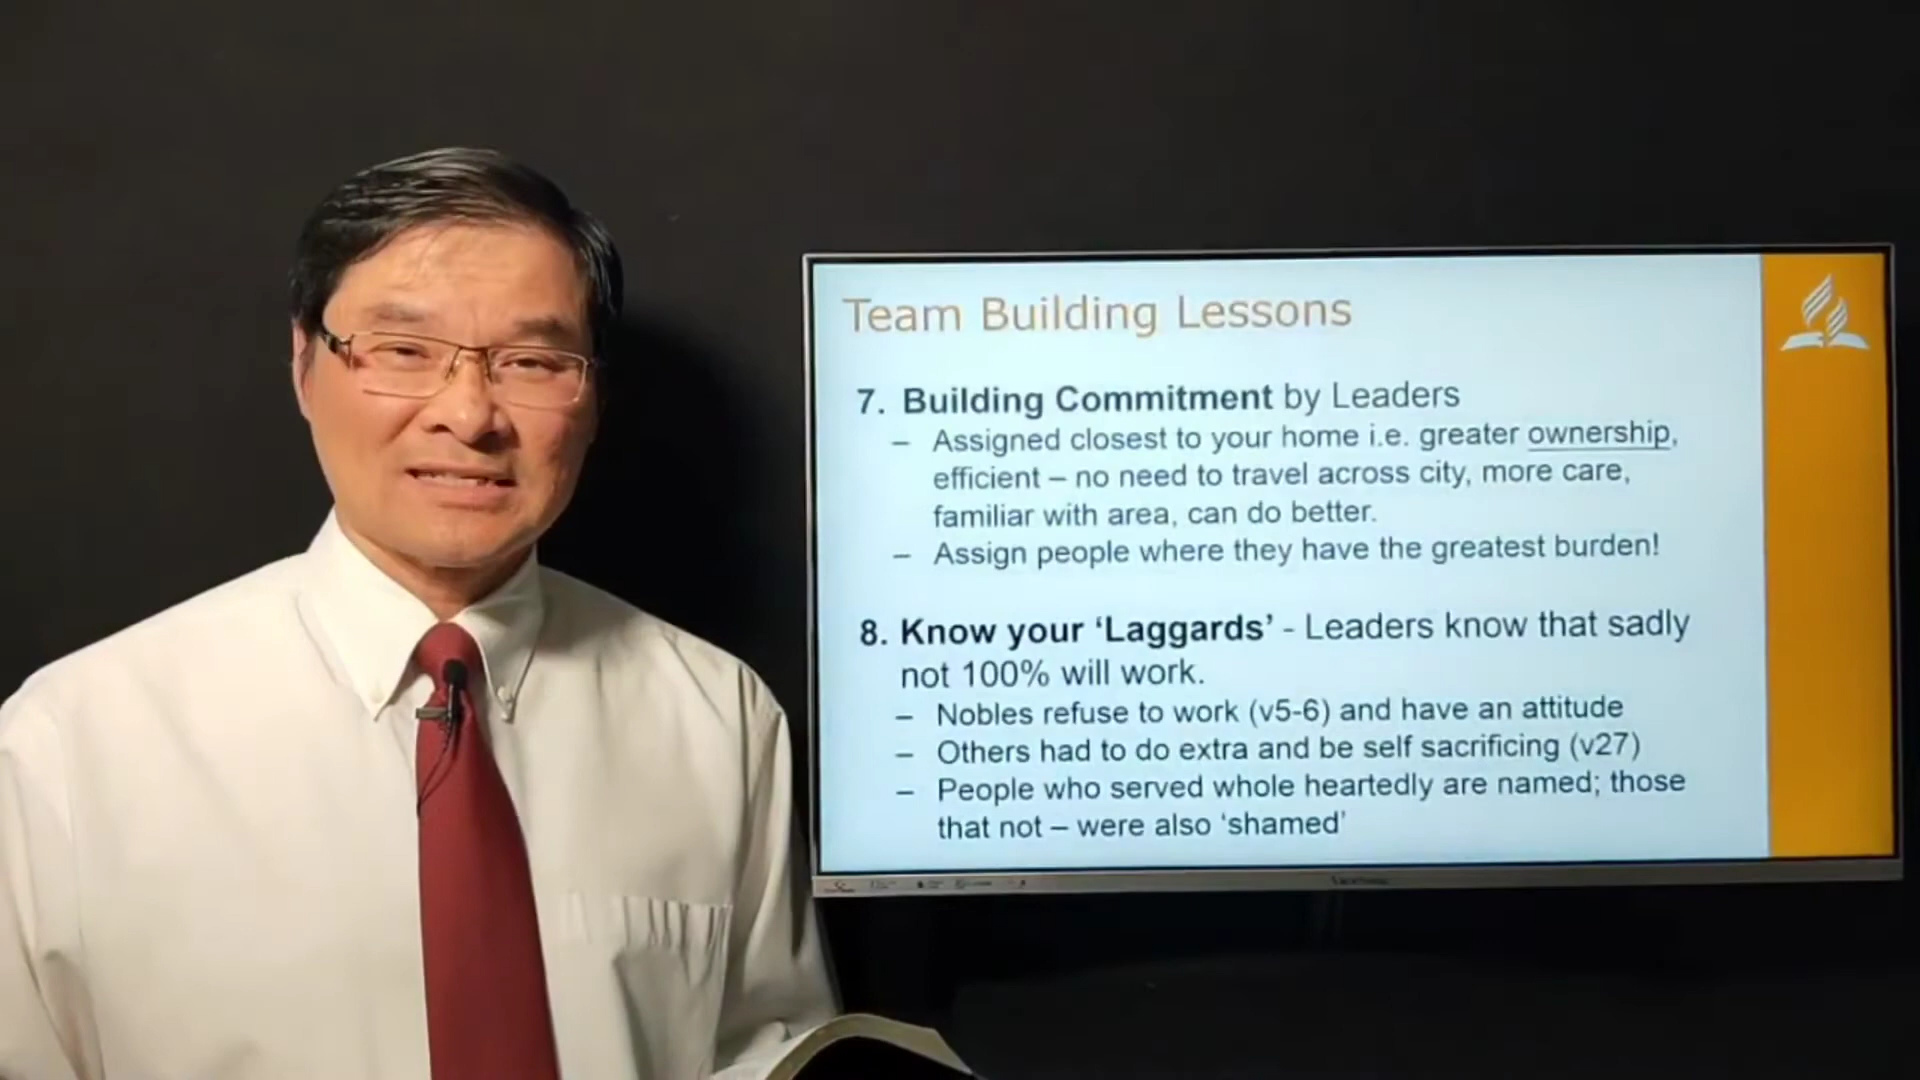 Team Building Lessons
7. Building Commitment by Leaders
– Assigned closest to your home i.e. greater ownership,
efficient – no need to travel across city, more care,
familiar with area, can do better.
– Assign people where they have the greatest burden!
8. Know your ‘Laggards’ - Leaders know that sadly
not 100% will work.
– Nobles refuse to work (v5-6) and have an attitude
– Others had to do extra and be self sacrificing (v27)
– People who served whole heartedly are named; those
that not – were also ‘shamed’